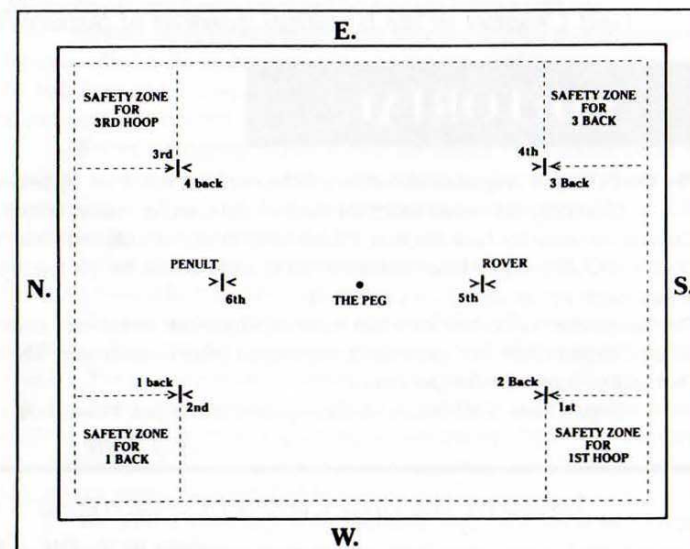 E.
SAFETY ZONE
FOR
3RD HOOP
SAFETY ZONE
FOR
3 BACK
3rd
4 back
4th
3 Back
N.
PENULT
6th
THE PEG
ROVER
5th
S.
1 back
2nd
2 Back
1st
SAFETY ZONE
FOR
1 BACK
SAFETY ZONE
FOR
1ST HOOP
W.